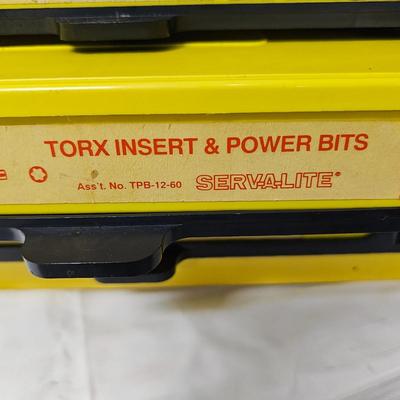 TORX INSERT & POWER BITS
Ass't. No. TPB-12-60 SERV-A-LITE®